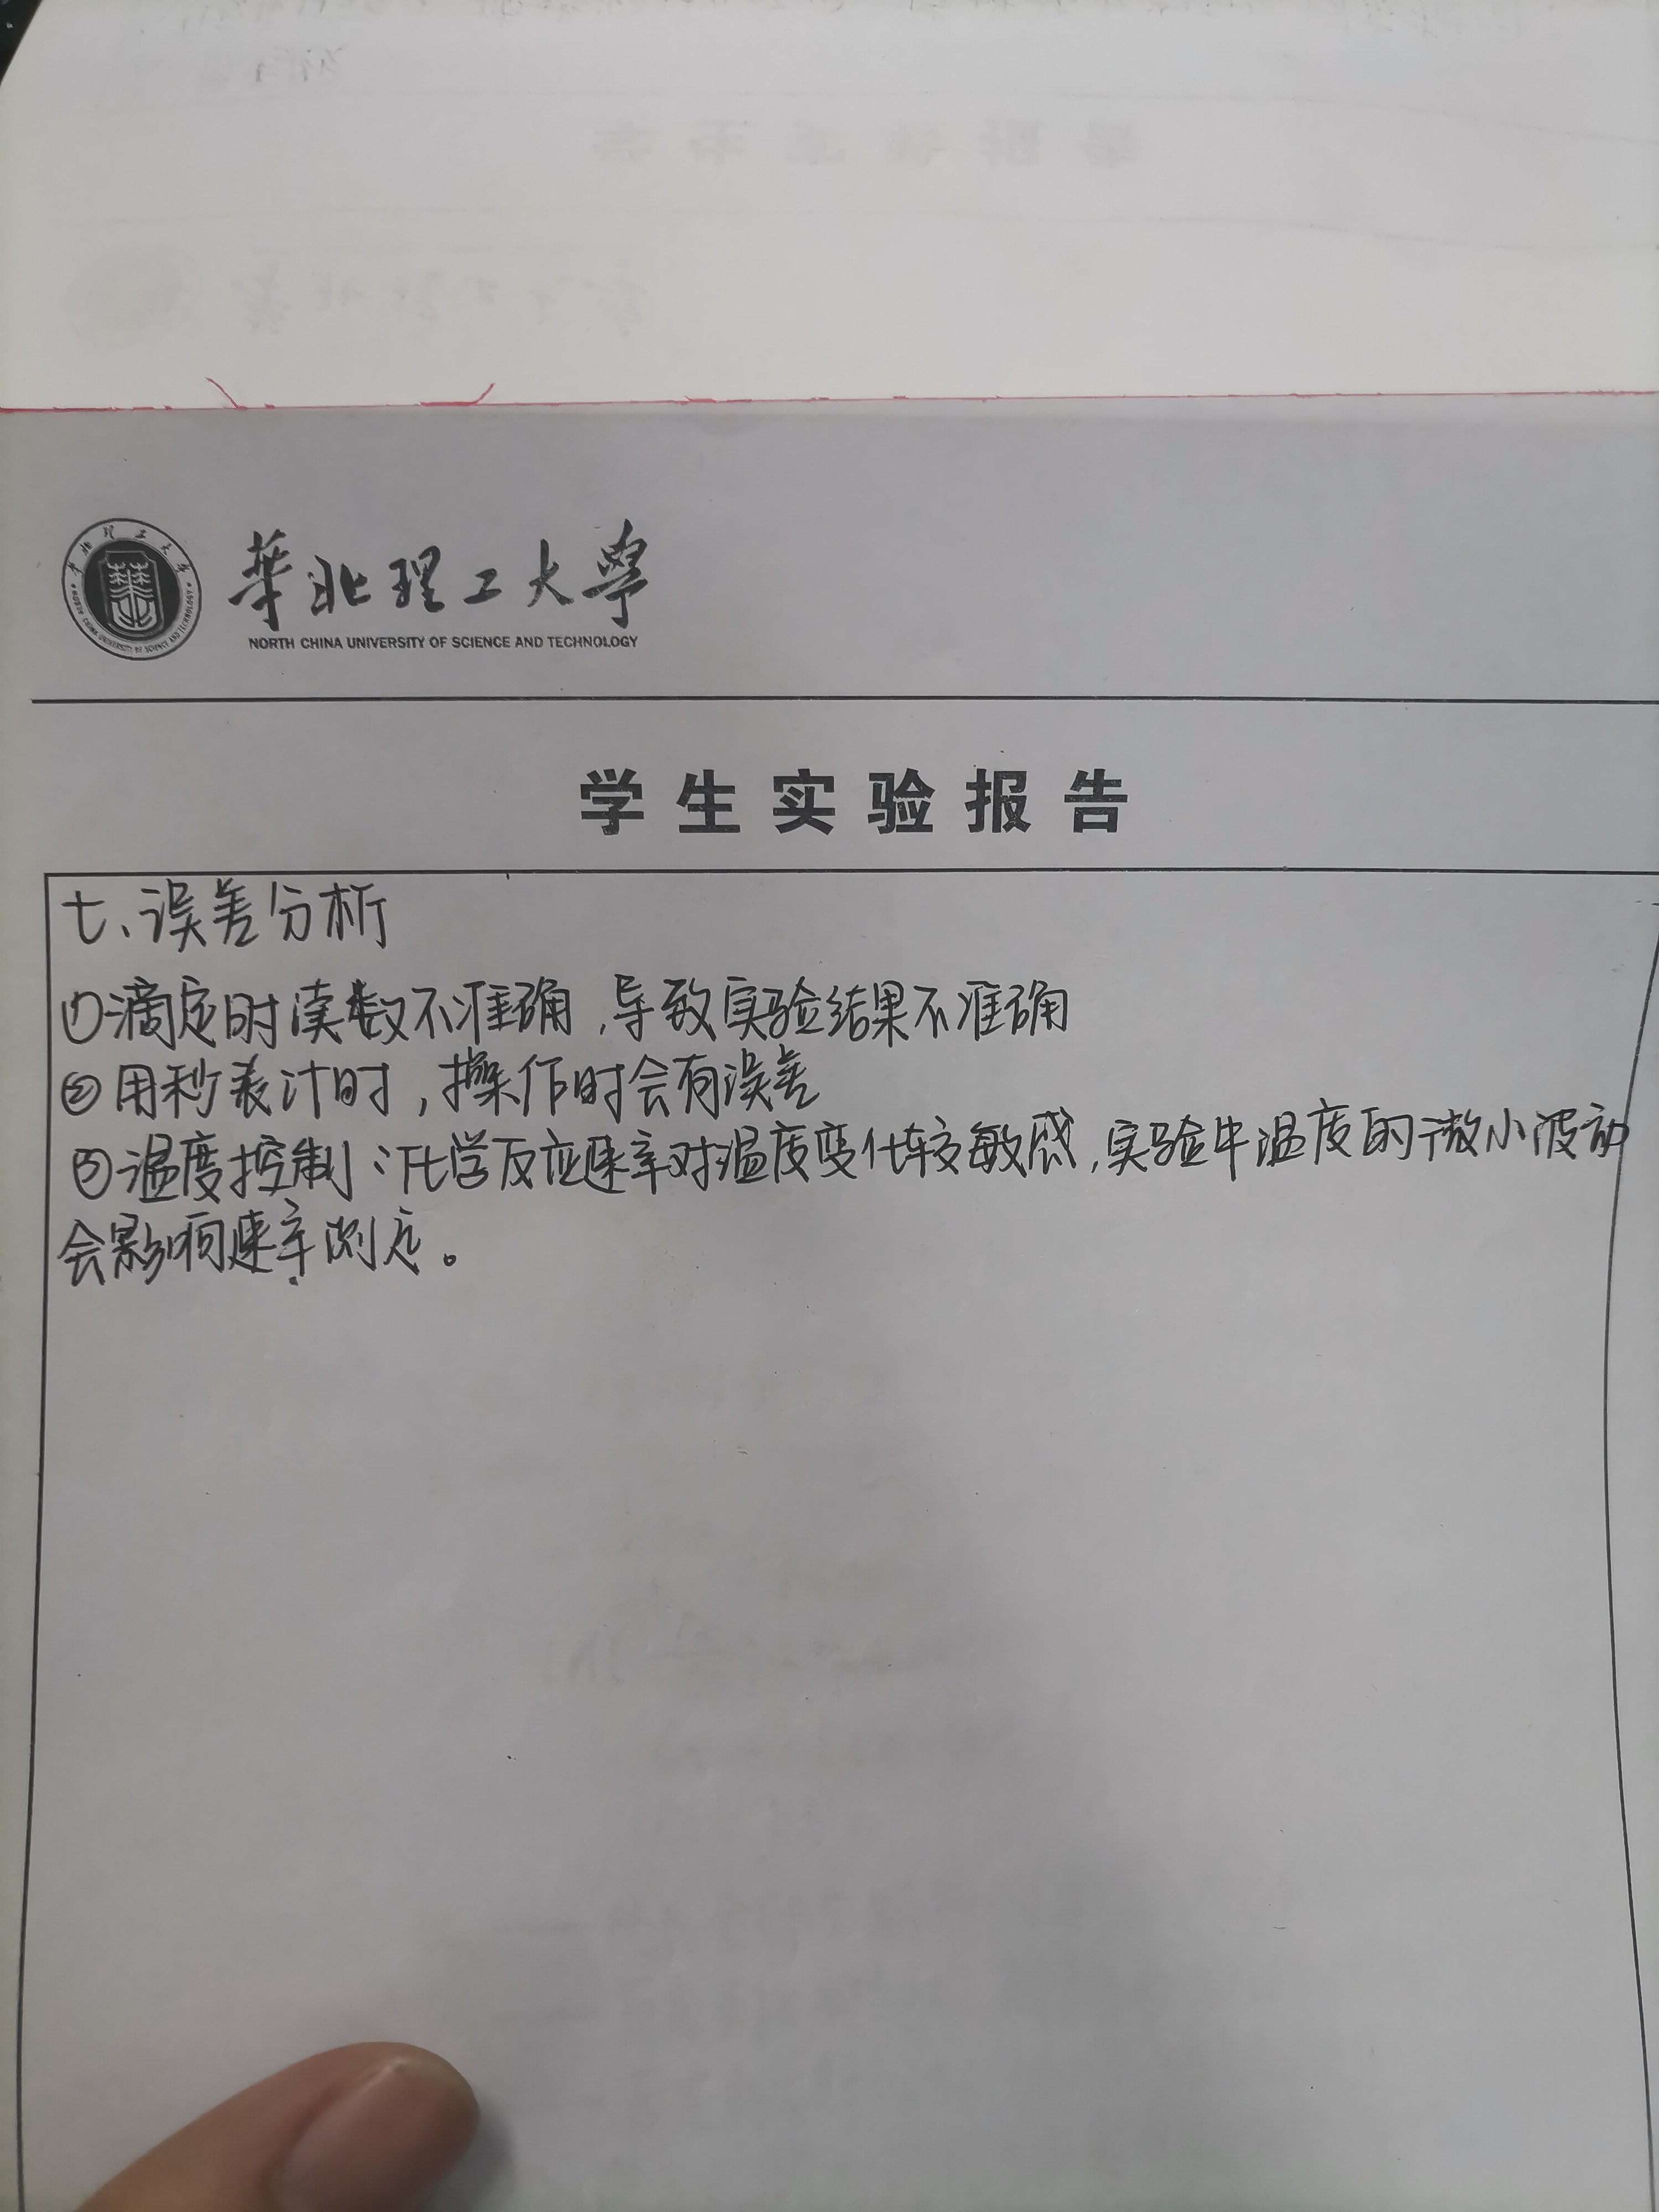 華北理工大學
NORTH CHINA UNIVERSITY OF SCIENCE AND TECHNOLOGY
学生实验报告
七、误差分析
①滴定时读数不准确,导致实验结果不准确
②用秒表计时,操作时会有误差
③温度控制:化学反应速率对温度变化较敏感,实验中温度的微小波动
会影响速率测定。